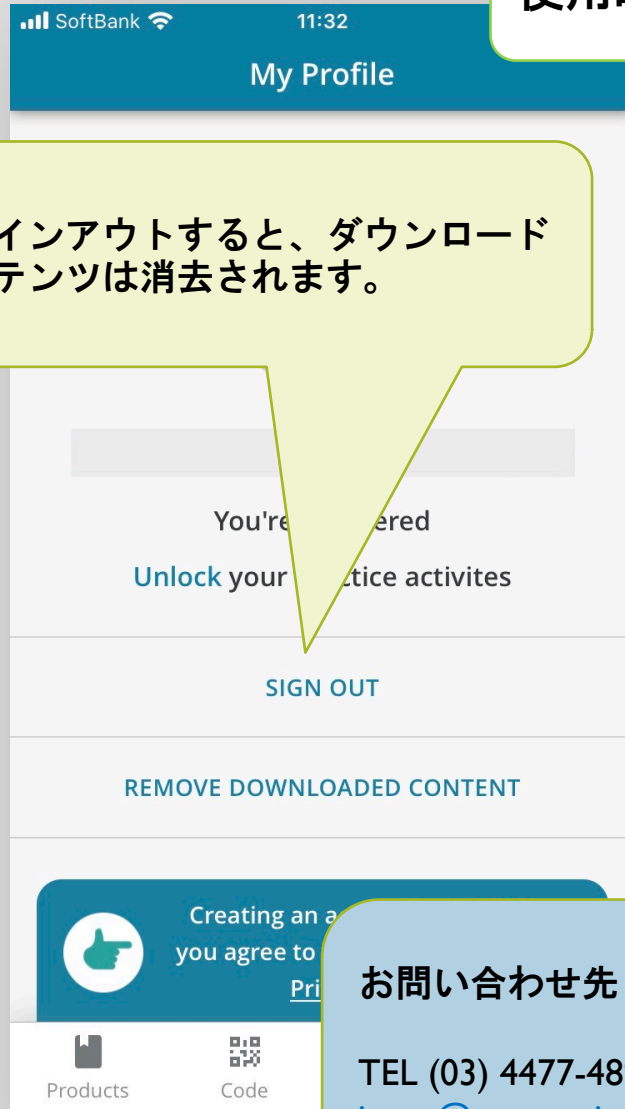 SoftBank
11:32
My Profile
インアウトすると、ダウンロード
テンツは消去されます。
You're
ered
Unlock your
tice activites
SIGN OUT
REMOVE DOWNLOADED CONTENT
Creating an a
you agree to
Pri
Products
Code
お問い合わせ先
TEL (03) 4477-48